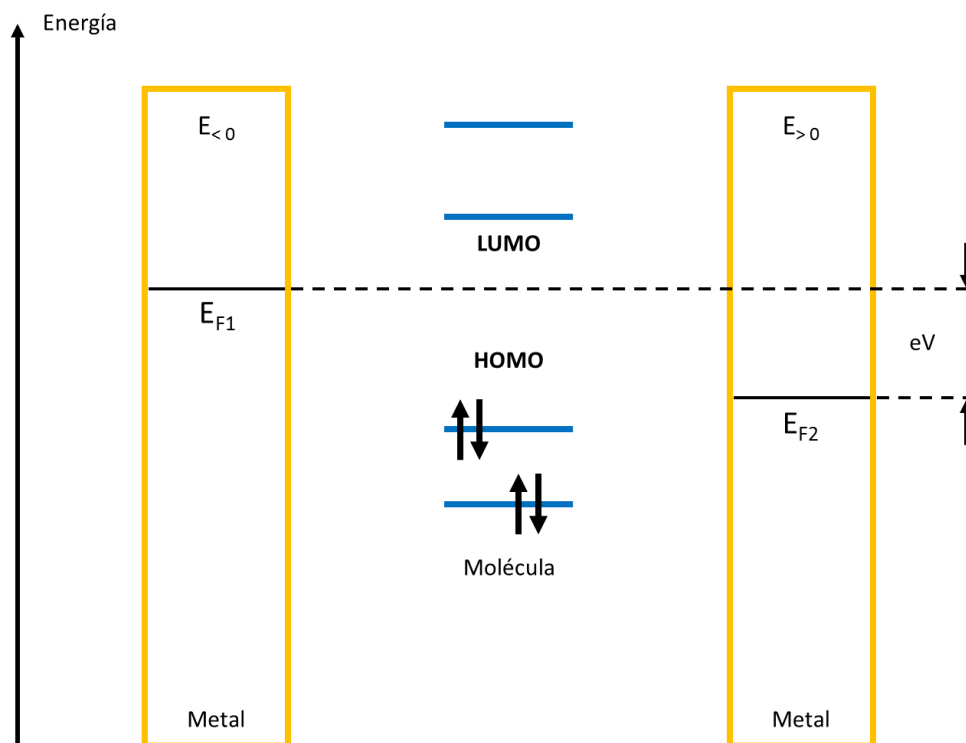 Energía
E< 0
E> 0
LUMO
EF1
eV
HOMO
EF2
Molécula
Metal
Metal